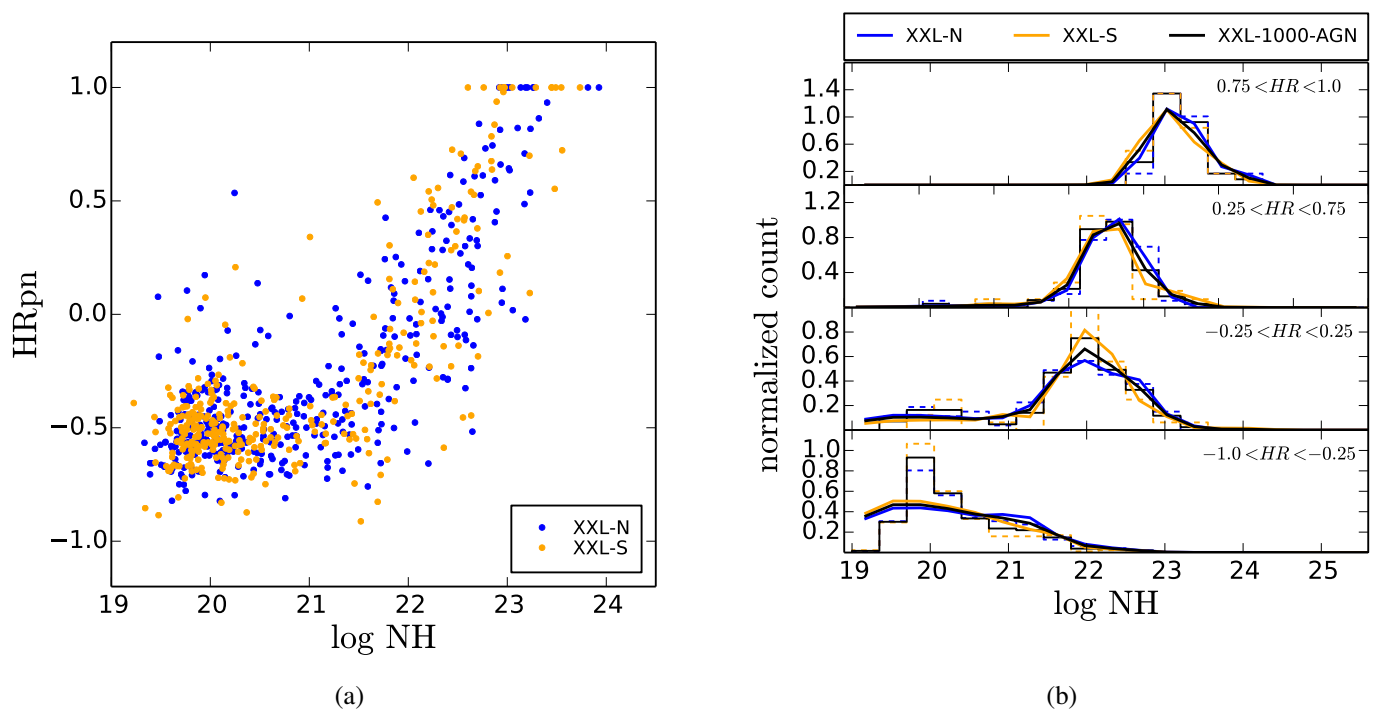 1.0
0.5
0.0
−0.5
−1.0
HRpn
19 20 21 22 23 24
log NH
XXL-N
XXL-S
(a)
XXL-N XXL-S XXL-1000-AGN
0.75 < HR < 1.0
1.4
1.0
0.6
0.2
0.25 < HR < 0.75
1.2
0.8
0.4
−0.25 < HR < 0.25
0.8
0.6
0.4
0.2
−1.0 < HR < −0.25
1.0
0.8
0.6
0.4
0.2
normalized count
19 20 21 22 23 24 25
log NH
(b)